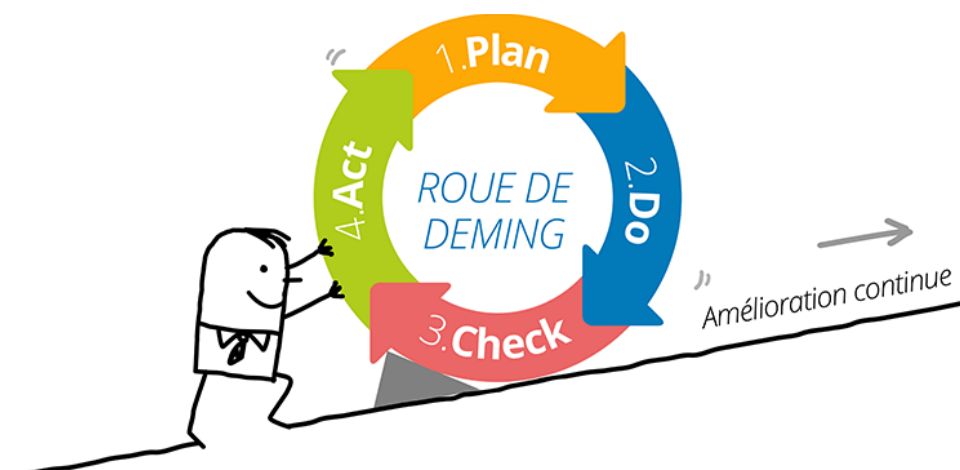 1.Plan
2.Do
3.Check
4.Act
ROUE DE
DEMING
Amélioration continue